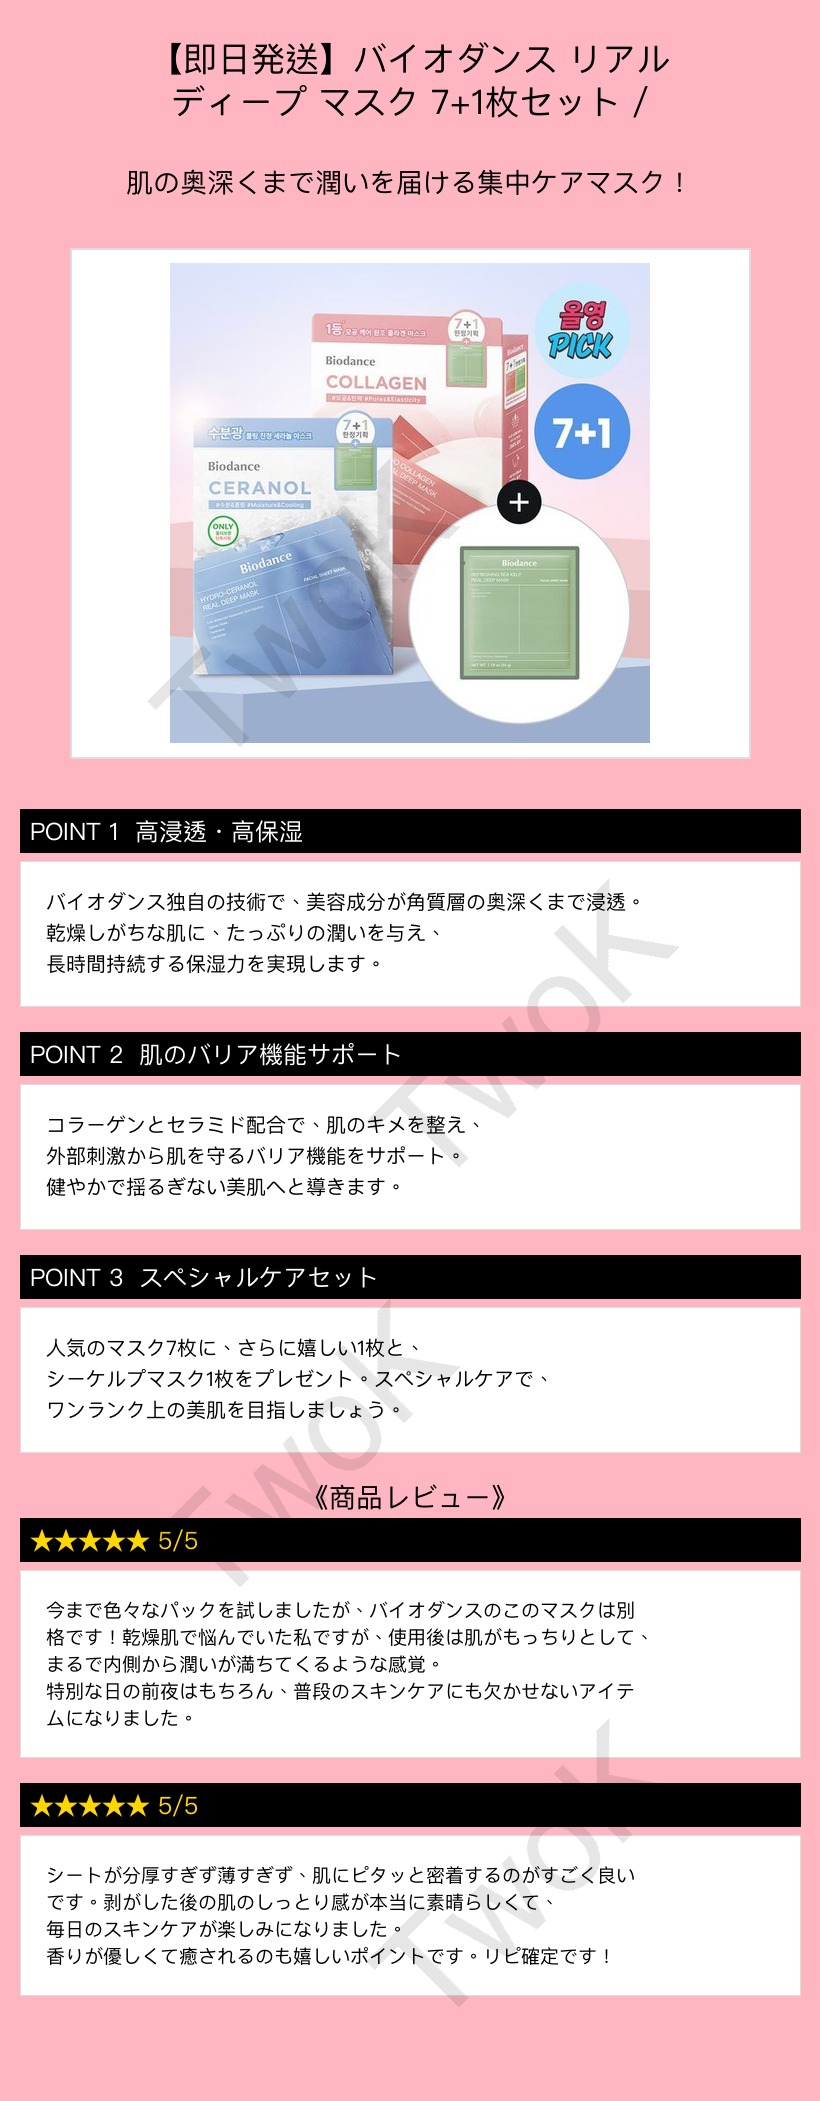 【即日発送】バイオダンス リアル
ディープ マスク 7+1枚セット /
肌の奥深くまで潤いを届ける集中ケアマスク！
올영
PICK
7+1
1등 모공 케어 원조 콜라겐 마스크
7+1
한정기획
Biodance
COLLAGEN
#모공&탄력 #Pores&Elasticity
Biodance
7+1
수분광 쿨링 진정 세라놀 마스크
7+1
한정기획
Biodance
CERANOL
#수분&쿨링 #Moisture&Cooling
ONLY
COLLAGEN
REAL DEEP MASK
Biodance
HYDRO-CERANOL
REAL DEEP MASK
FACIAL SHEET MASK
+
Biodance
REFRESHING SEA KELP
REAL DEEP MASK
FACIAL SHEET MASK
TwoK
POINT 1 高浸透・高保湿
バイオダンス独自の技術で、美容成分が角質層の奥深くまで浸透。
乾燥しがちな肌に、たっぷりの潤いを与え、
長時間持続する保湿力を実現します。
TwoK
POINT 2 肌のバリア機能サポート
コラーゲンとセラミド配合で、肌のキメを整え、
外部刺激から肌を守るバリア機能をサポート。
健やかで揺るぎない美肌へと導きます。
POINT 3 スペシャルケアセット
人気のマスク7枚に、さらに嬉しい1枚と、
シーケルプマスク1枚をプレゼント。スペシャルケアで、
ワンランク上の美肌を目指しましょう。
TwoK
《商品レビュー》
★★★★★ 5/5
今まで色々なパックを試しましたが、バイオダンスのこのマスクは別
格です！乾燥肌で悩んでいた私ですが、使用後は肌がもっちりとして、
まるで内側から潤いが満ちてくるような感覚。
特別な日の前夜はもちろん、普段のスキンケアにも欠かせないアイテ
ムになりました。
★★★★★ 5/5
シートが分厚すぎず薄すぎず、肌にピタッと密着するのがすごく良い
です。剥がした後の肌のしっとり感が本当に素晴らしくて、
毎日のスキンケアが楽しみになりました。
香りが優しくて癒されるのも嬉しいポイントです。リピ確定です！
TwoK